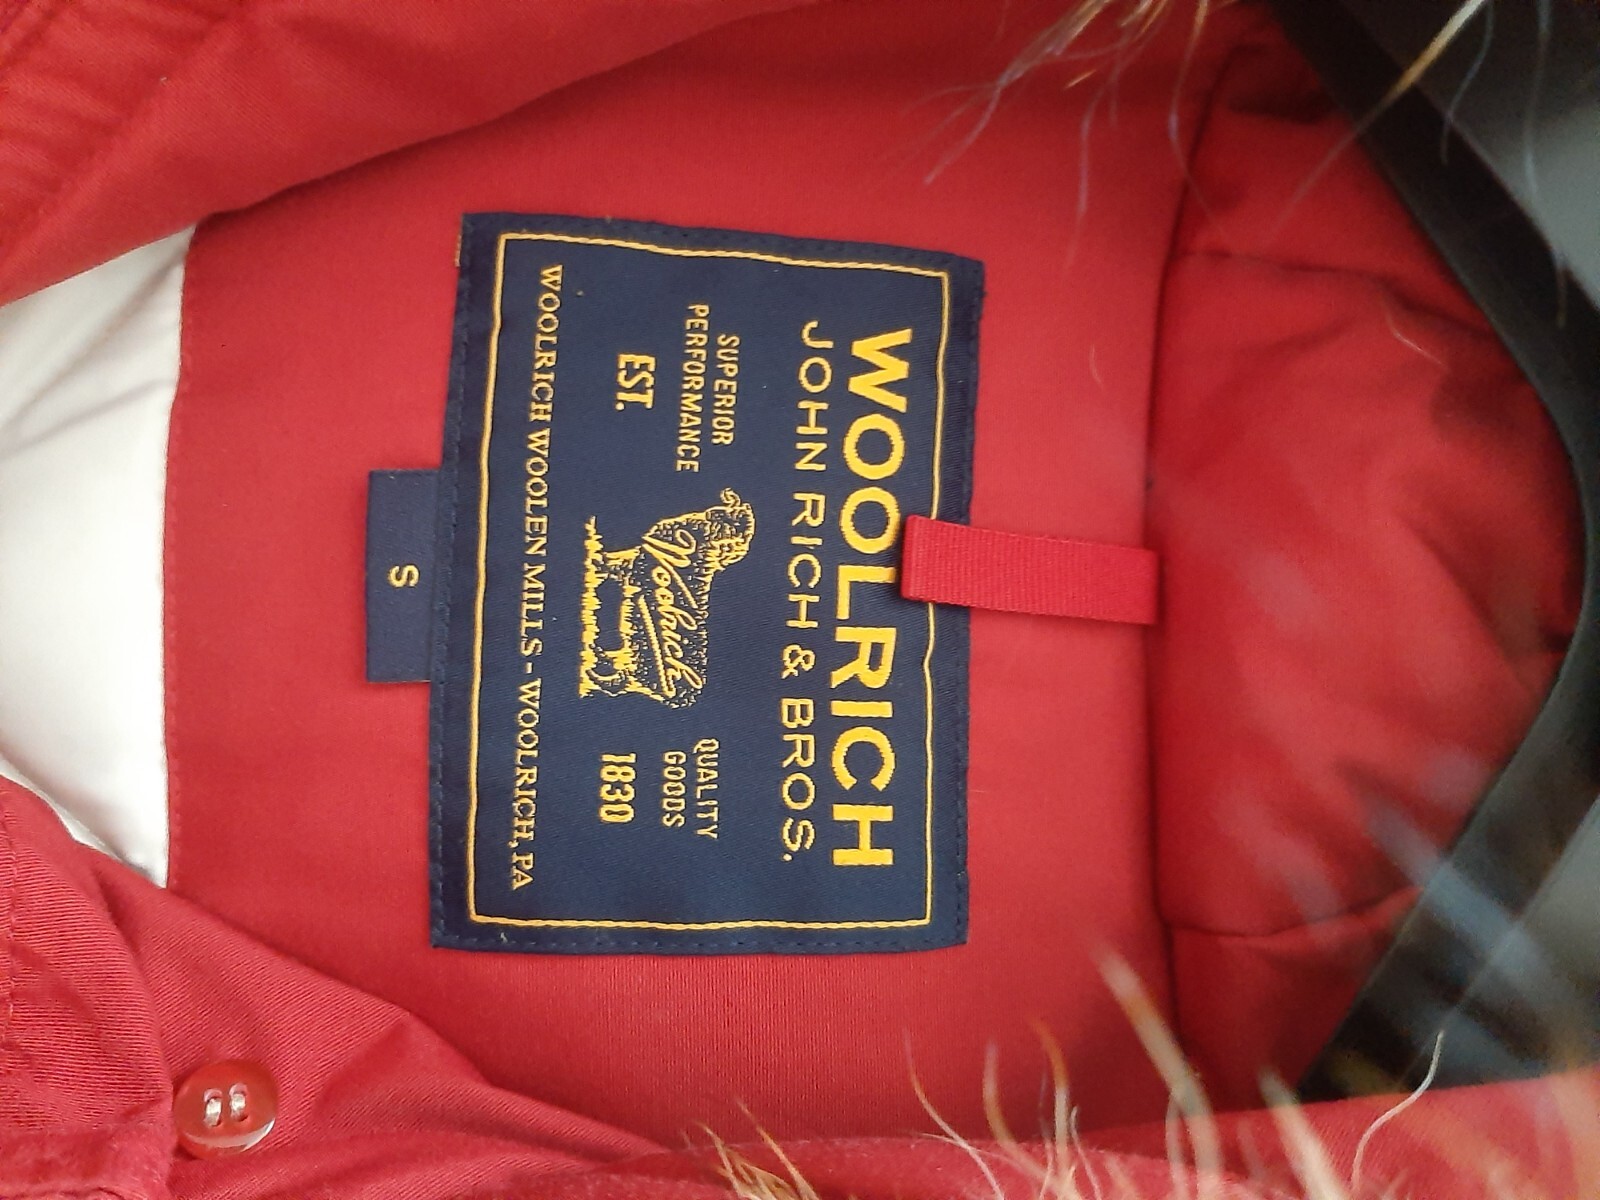 WOOLRICH
JOHN RICH & BROS.
SUPERIOR
PERFORMANCE
QUALITY
GOODS
Woolrich
EST.
1830
WOOLRICH WOOLEN MILLS - WOOLRICH, PA
S